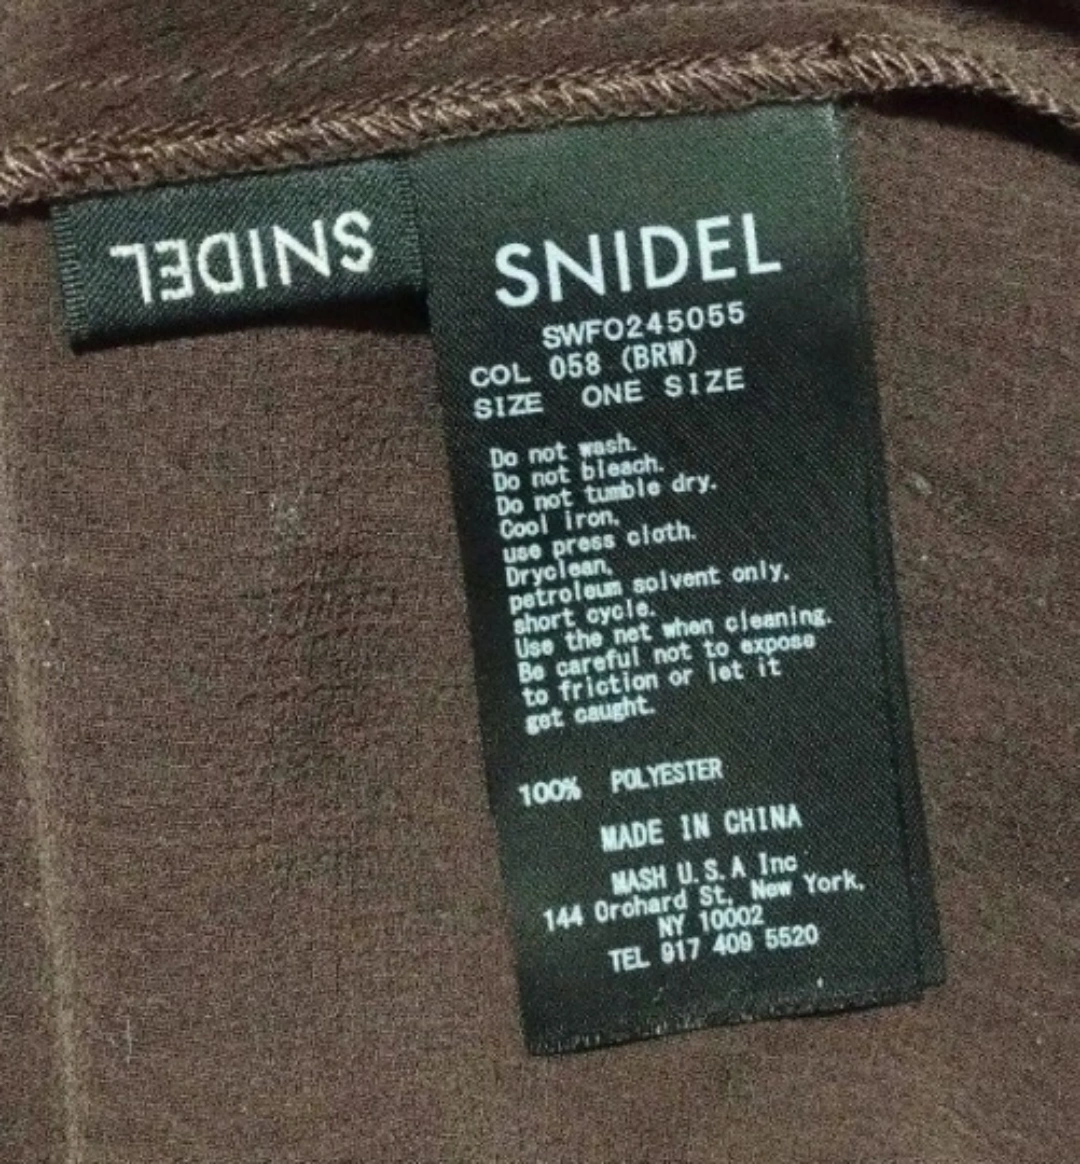 SNIDEL
SNIDEL
SWFO245055
COL 058 (BRW)
SIZE ONE SIZE
Do not wash.
Do not bleach.
Do not tumble dry.
Cool iron.
use press cloth.
Dryclean.
petroleum solvent only.
short cycle.
Use the net when cleaning.
Be careful not to expose
to friction or let it
get caught.
100% POLYESTER
MADE IN CHINA
MASH U.S.A Inc
144 Orohard St, New York,
NY 10002
TEL 917 409 5520